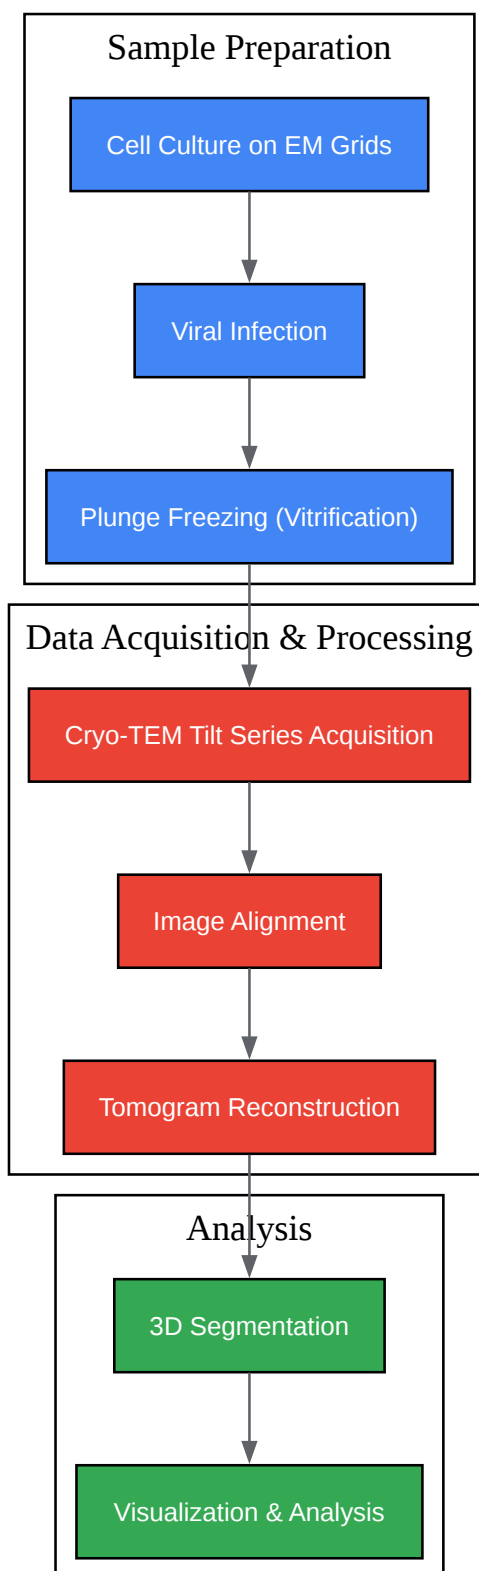 Sample Preparation
Cell Culture on EM Grids
Viral Infection
Plunge Freezing (Vitrification)
Data Acquisition & Processing
Cryo-TEM Tilt Series Acquisition
Image Alignment
Tomogram Reconstruction
Analysis
3D Segmentation
Visualization & Analysis